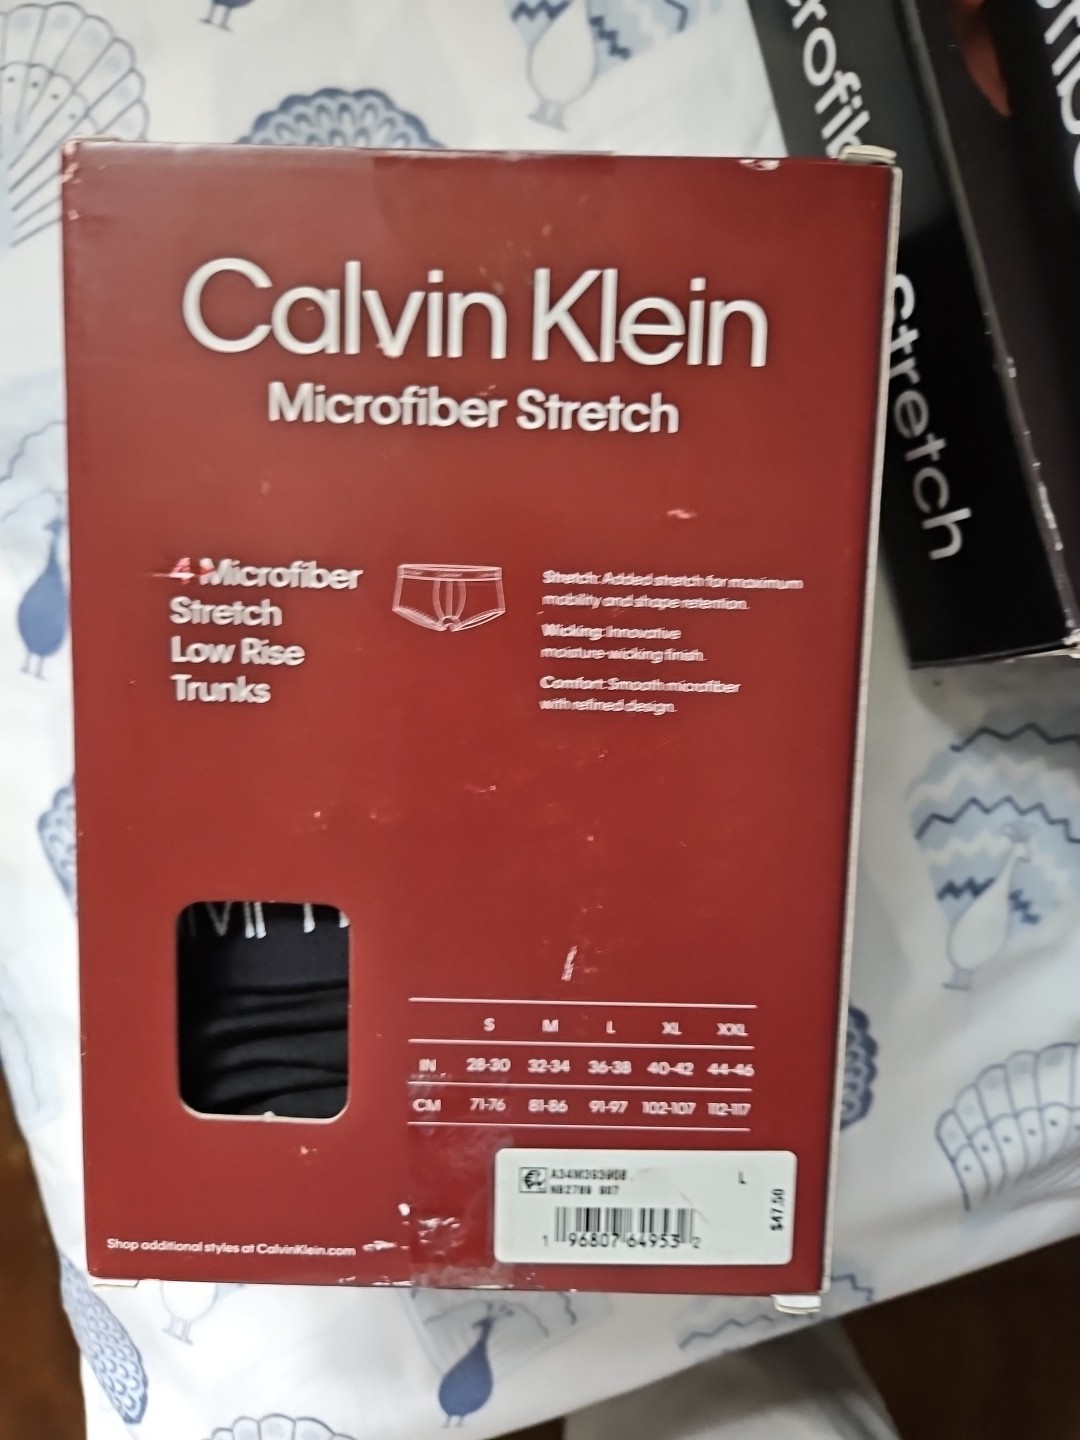 Calvin Klein
Microfiber Stretch
4 Microfiber
Stretch
Low Rise
Trunks
Stretch: Added stretch for maximum
mobility and shape retention.
Wicking: Innovative
moisture-wicking finish.
Comfort: Smooth microfiber
with refined design.
S M L XL XXL
IN 28-30 32-34 36-38 40-42 44-46
CM 71-76 81-86 91-97 102-107 112-117
L
$47.50
1 96807 64953 2
Shop additional styles at CalvinKlein.com
Stretch